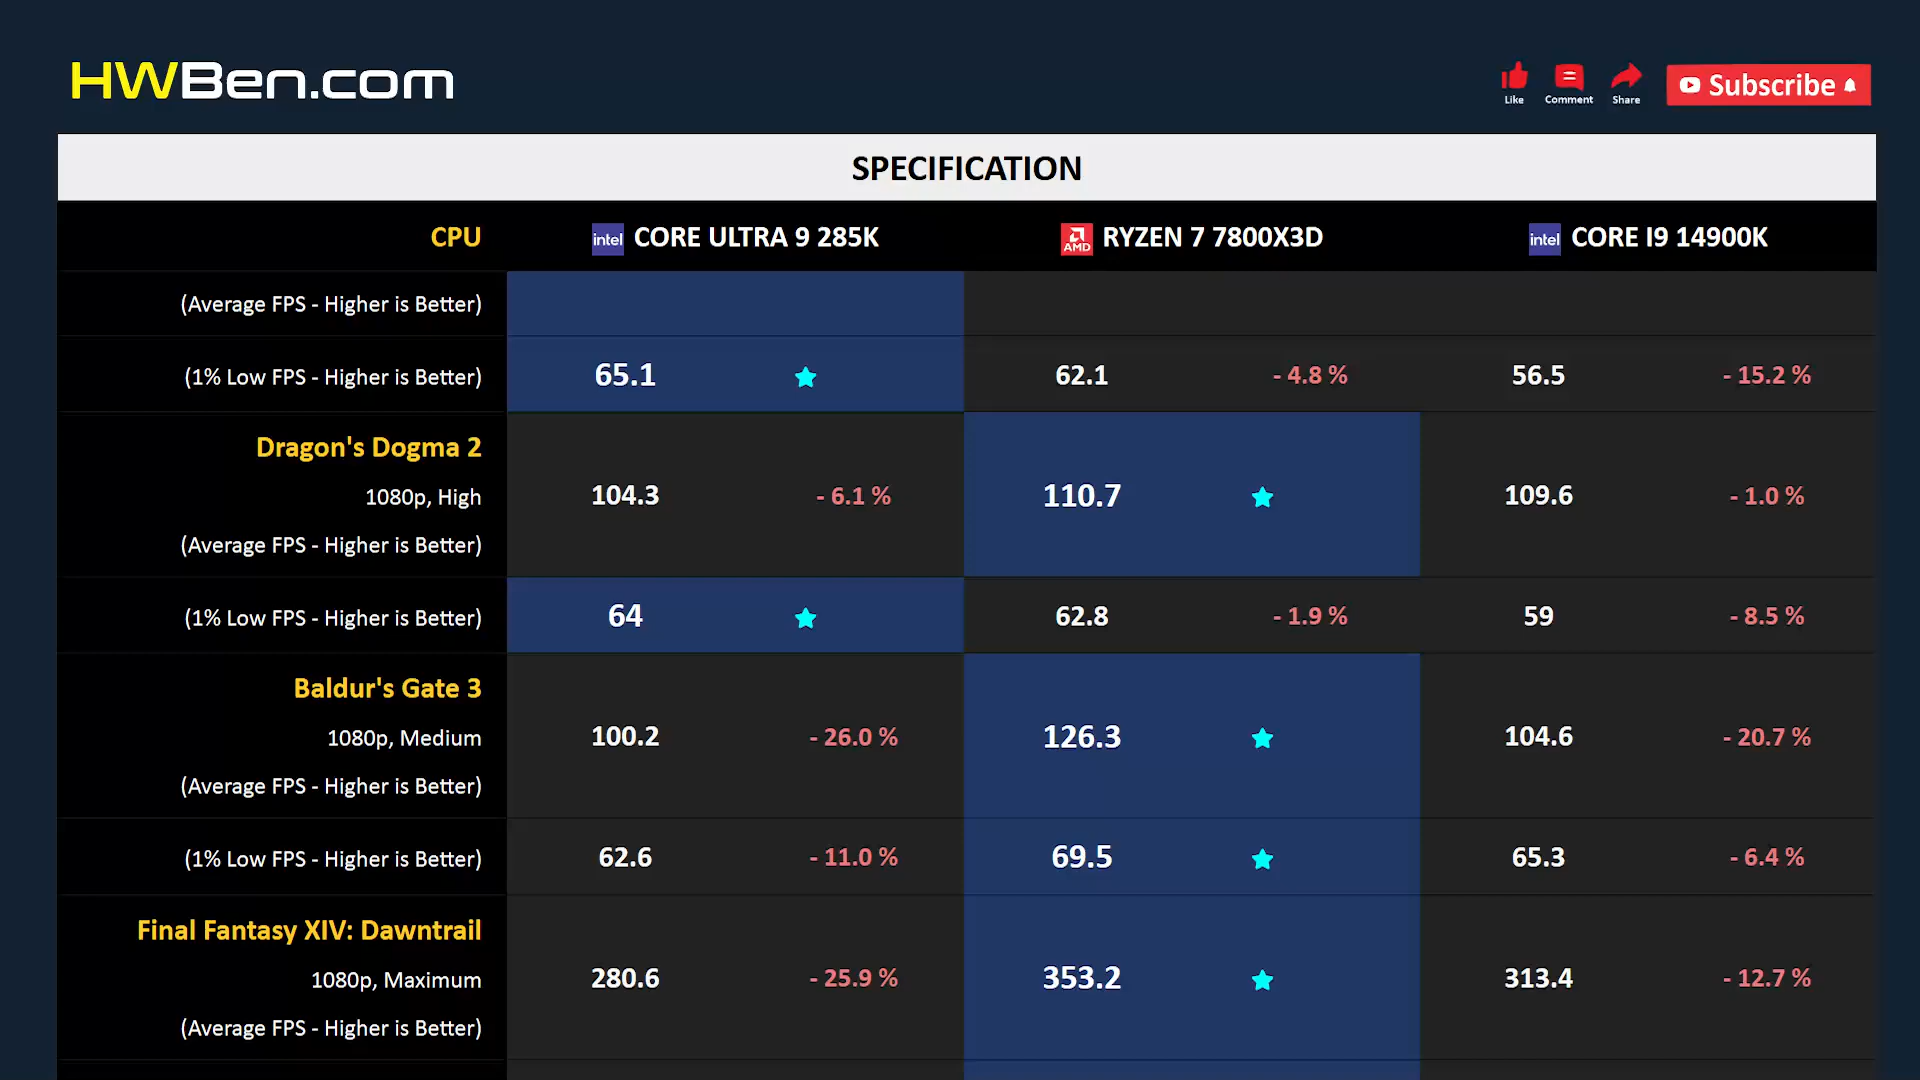 HWBen.com
Like
Comment
Share
Subscribe
SPECIFICATION
CPU
intel CORE ULTRA 9 285K
AMD RYZEN 7 7800X3D
intel CORE I9 14900K
(Average FPS - Higher is Better)
(1% Low FPS - Higher is Better)
65.1
62.1
- 4.8 %
56.5
- 15.2 %
Dragon's Dogma 2
1080p, High
(Average FPS - Higher is Better)
104.3
- 6.1 %
110.7
109.6
- 1.0 %
(1% Low FPS - Higher is Better)
64
62.8
- 1.9 %
59
- 8.5 %
Baldur's Gate 3
1080p, Medium
(Average FPS - Higher is Better)
100.2
- 26.0 %
126.3
104.6
- 20.7 %
(1% Low FPS - Higher is Better)
62.6
- 11.0 %
69.5
65.3
- 6.4 %
Final Fantasy XIV: Dawntrail
1080p, Maximum
(Average FPS - Higher is Better)
280.6
- 25.9 %
353.2
313.4
- 12.7 %